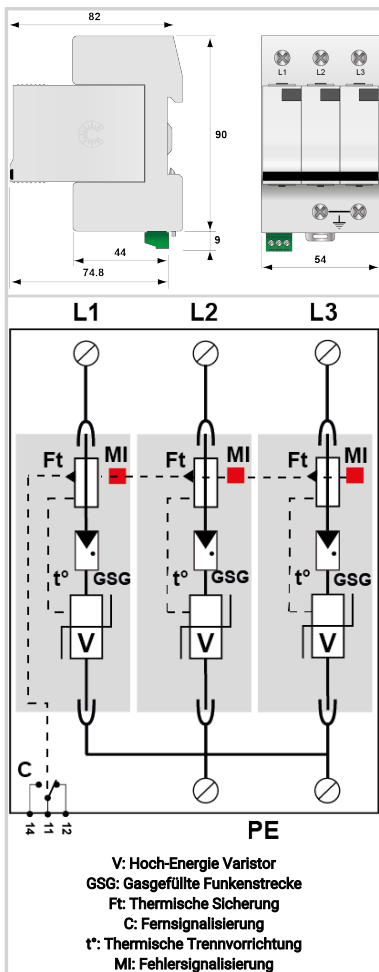 82
L1 L2 L3
90
9
44
54
74.8
L1 L2 L3
Ft MI Ft MI Ft MI
t° GSG t° GSG t° GSG
V V V
C
14 11 12
PE
V: Hoch-Energie Varistor
GSG: Gasgefüllte Funkenstrecke
Ft: Thermische Sicherung
C: Fernsignalisierung
t°: Thermische Trennvorrichtung
MI: Fehlersignalisierung